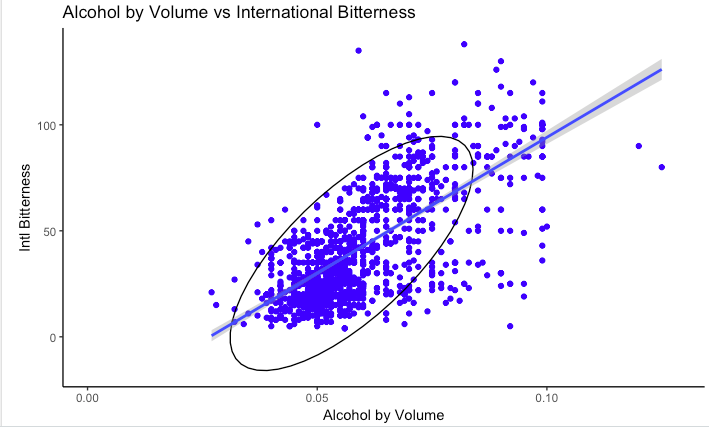 Alcohol by Volume vs International Bitterness
Intl Bitterness
100
50
0
0.00
0.05
0.10
Alcohol by Volume